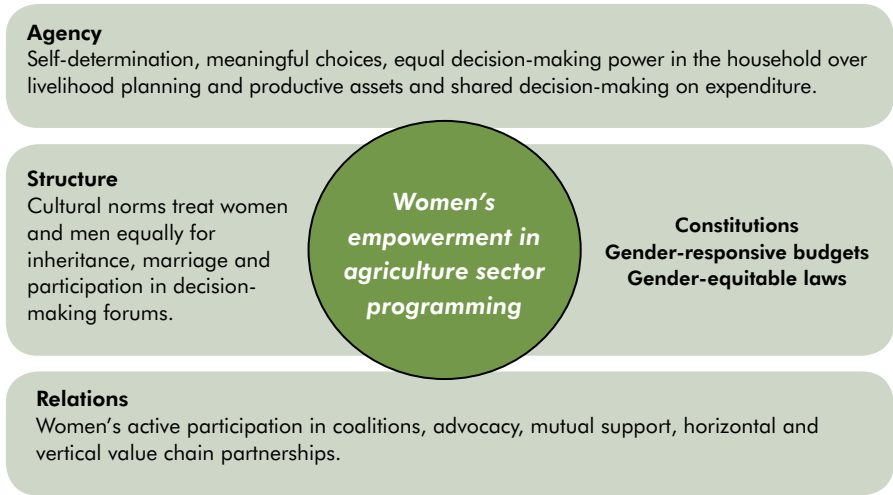 Agency
Self-determination, meaningful choices, equal decision-making power in the household over
livelihood planning and productive assets and shared decision-making on expenditure.
Structure
Cultural norms treat women
and men equally for
inheritance, marriage and
participation in decision-
making forums.
Women’s
empowerment in
agriculture sector
programming
Constitutions
Gender-responsive budgets
Gender-equitable laws
Relations
Women’s active participation in coalitions, advocacy, mutual support, horizontal and
vertical value chain partnerships.